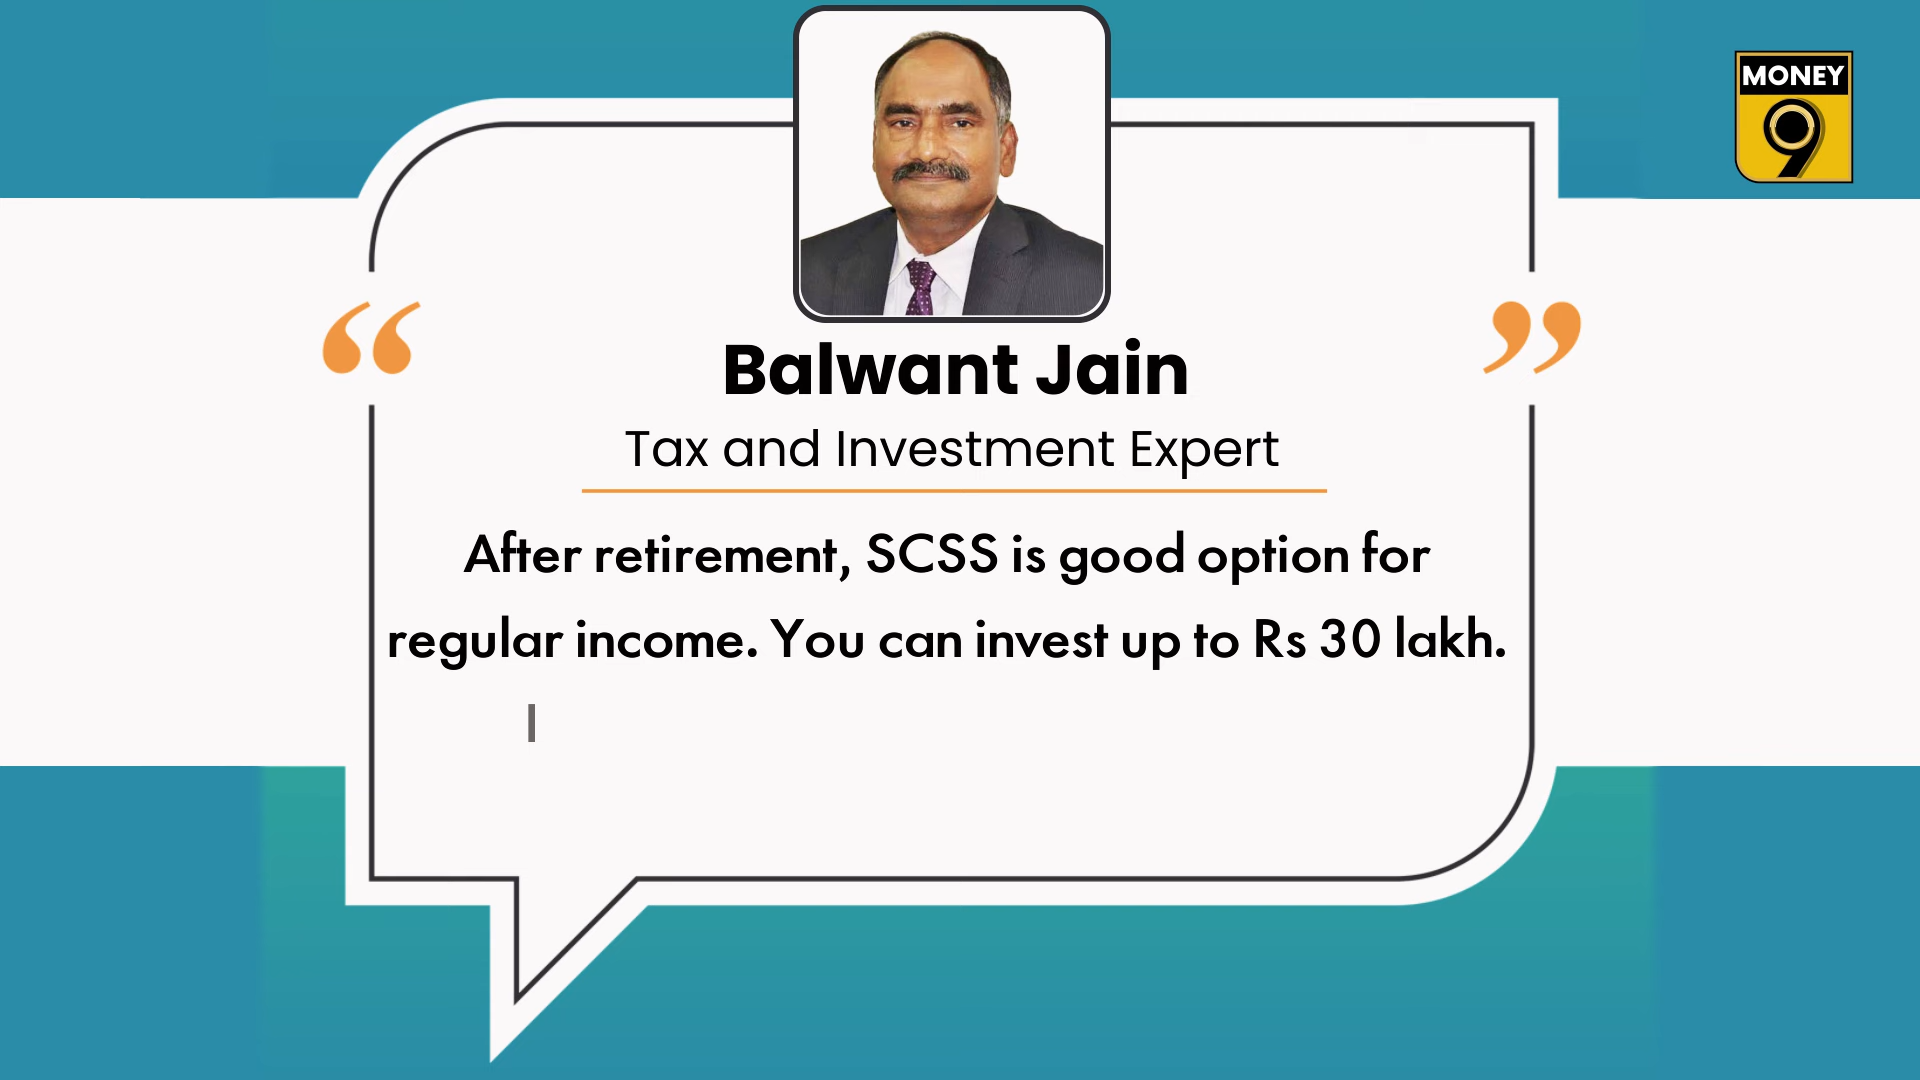 MONEY
9
Balwant Jain
Tax and Investment Expert
After retirement, SCSS is good option for
regular income. You can invest up to Rs 30 lakh.